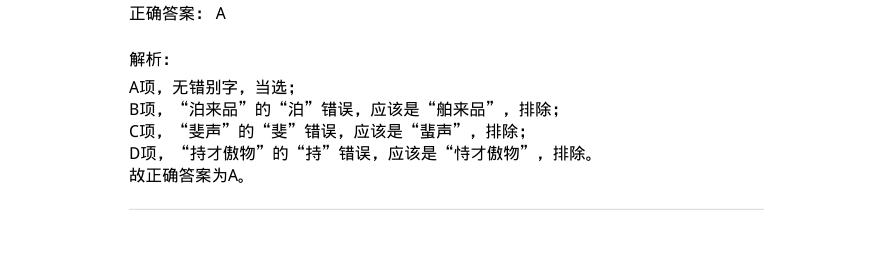 正确答案： A
解析：
A项，无错别字，当选；
B项，“泊来品”的“泊”错误，应该是“舶来品”，排除；
C项，“斐声”的“斐”错误，应该是“蜚声”，排除；
D项，“持才傲物”的“持”错误，应该是“恃才傲物”，排除。
故正确答案为A。